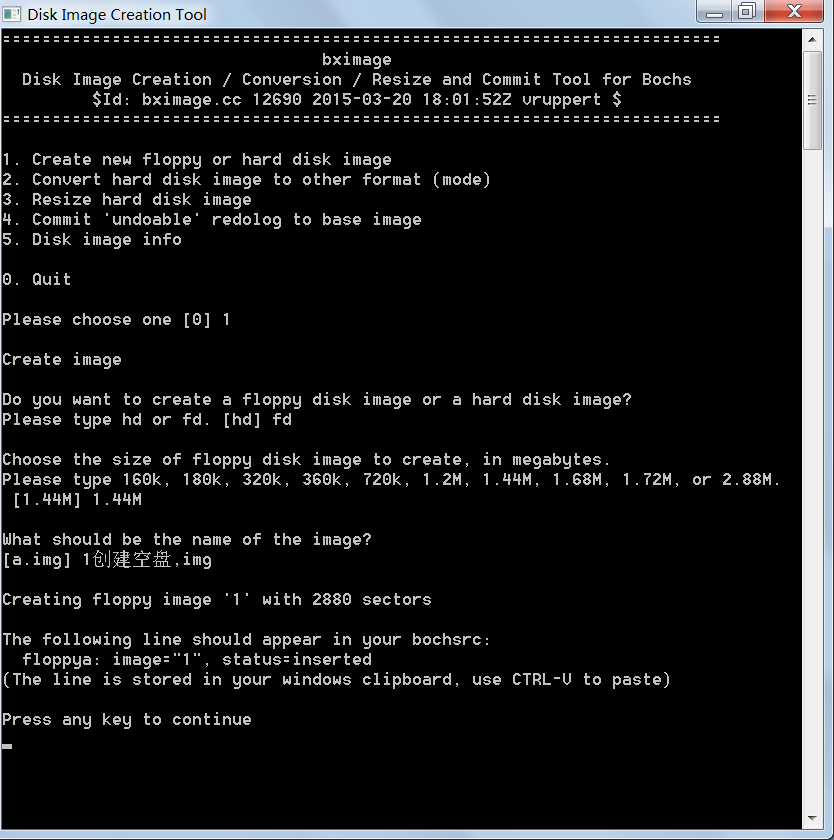 Disk Image Creation Tool
========================================================================
bximage
Disk Image Creation / Conversion / Resize and Commit Tool for Bochs
$Id: bximage.cc 12690 2015-03-20 18:01:52Z vruppert $
========================================================================
1. Create new floppy or hard disk image
2. Convert hard disk image to other format (mode)
3. Resize hard disk image
4. Commit 'undoable' redolog to base image
5. Disk image info
0. Quit
Please choose one [0] 1
Create image
Do you want to create a floppy disk image or a hard disk image?
Please type hd or fd. [hd] fd
Choose the size of floppy disk image to create, in megabytes.
Please type 160k, 180k, 320k, 360k, 720k, 1.2M, 1.44M, 1.68M, 1.72M, or 2.88M.
[1.44M] 1.44M
What should be the name of the image?
[a.img] 1创建空盘,img
Creating floppy image '1' with 2880 sectors
The following line should appear in your bochsrc:
floppya: image="1", status=inserted
(The line is stored in your windows clipboard, use CTRL-V to paste)
Press any key to continue